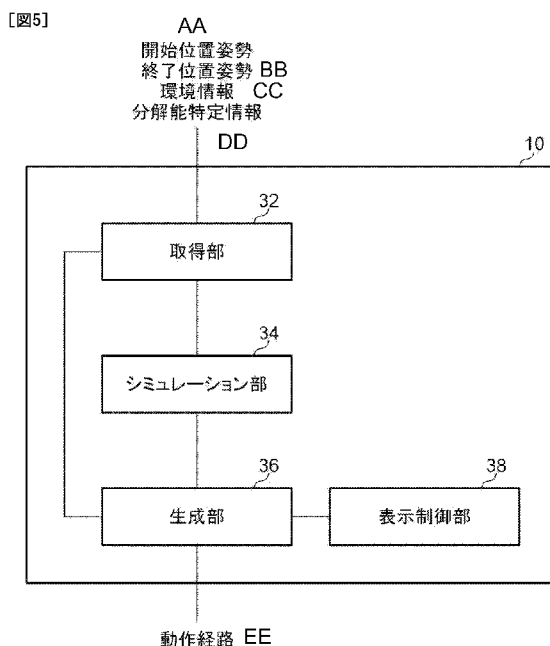 [図5]
AA
開始位置姿勢
終了位置姿勢 BB
環境情報 CC
分解能特定情報
DD
10
32
取得部
34
シミュレーション部
36
生成部
38
表示制御部
動作経路 EE